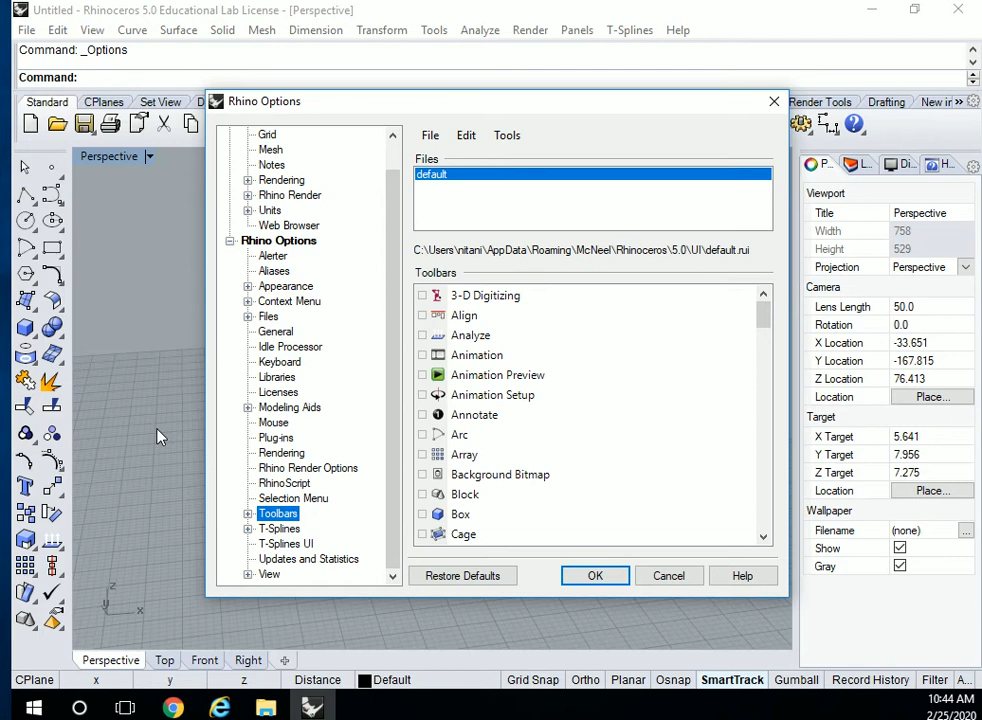 Untitled - Rhinoceros 5.0 Educational Lab License - [Perspective]
File Edit View Curve Surface Solid Mesh Dimension Transform Tools Analyze Render Panels T-Splines Help
Command: _Options
Command:
Standard CPlanes Set View D Render Tools Drafting New in »
Rhino Options
Perspective
Grid
Mesh
Notes
Rendering
Rhino Render
Units
Web Browser
Rhino Options
Alerter
Aliases
Appearance
Context Menu
Files
General
Idle Processor
Keyboard
Libraries
Licenses
Modeling Aids
Mouse
Plug-ins
Rendering
Rhino Render Options
RhinoScript
Selection Menu
Toolbars
T-Splines
T-Splines UI
Updates and Statistics
View
File Edit Tools
Files
default
C:\Users\nitani\AppData\Roaming\McNeel\Rhinoceros\5.0\UI\default.rui
Toolbars
3-D Digitizing
Align
Analyze
Animation
Animation Preview
Animation Setup
Annotate
Arc
Array
Background Bitmap
Block
Box
Cage
Restore Defaults OK Cancel Help
P... L... Di... H...
Viewport
Title Perspective
Width 758
Height 529
Projection Perspective
Camera
Lens Length 50.0
Rotation 0.0
X Location -33.651
Y Location -167.815
Z Location 76.413
Location Place...
Target
X Target 5.641
Y Target 7.956
Z Target 7.275
Location Place...
Wallpaper
Filename (none) ...
Show
Gray
z
y x
Perspective Top Front Right
CPlane x y z Distance Default Grid Snap Ortho Planar Osnap SmartTrack Gumball Record History Filter A...
10:44 AM
2/25/2020